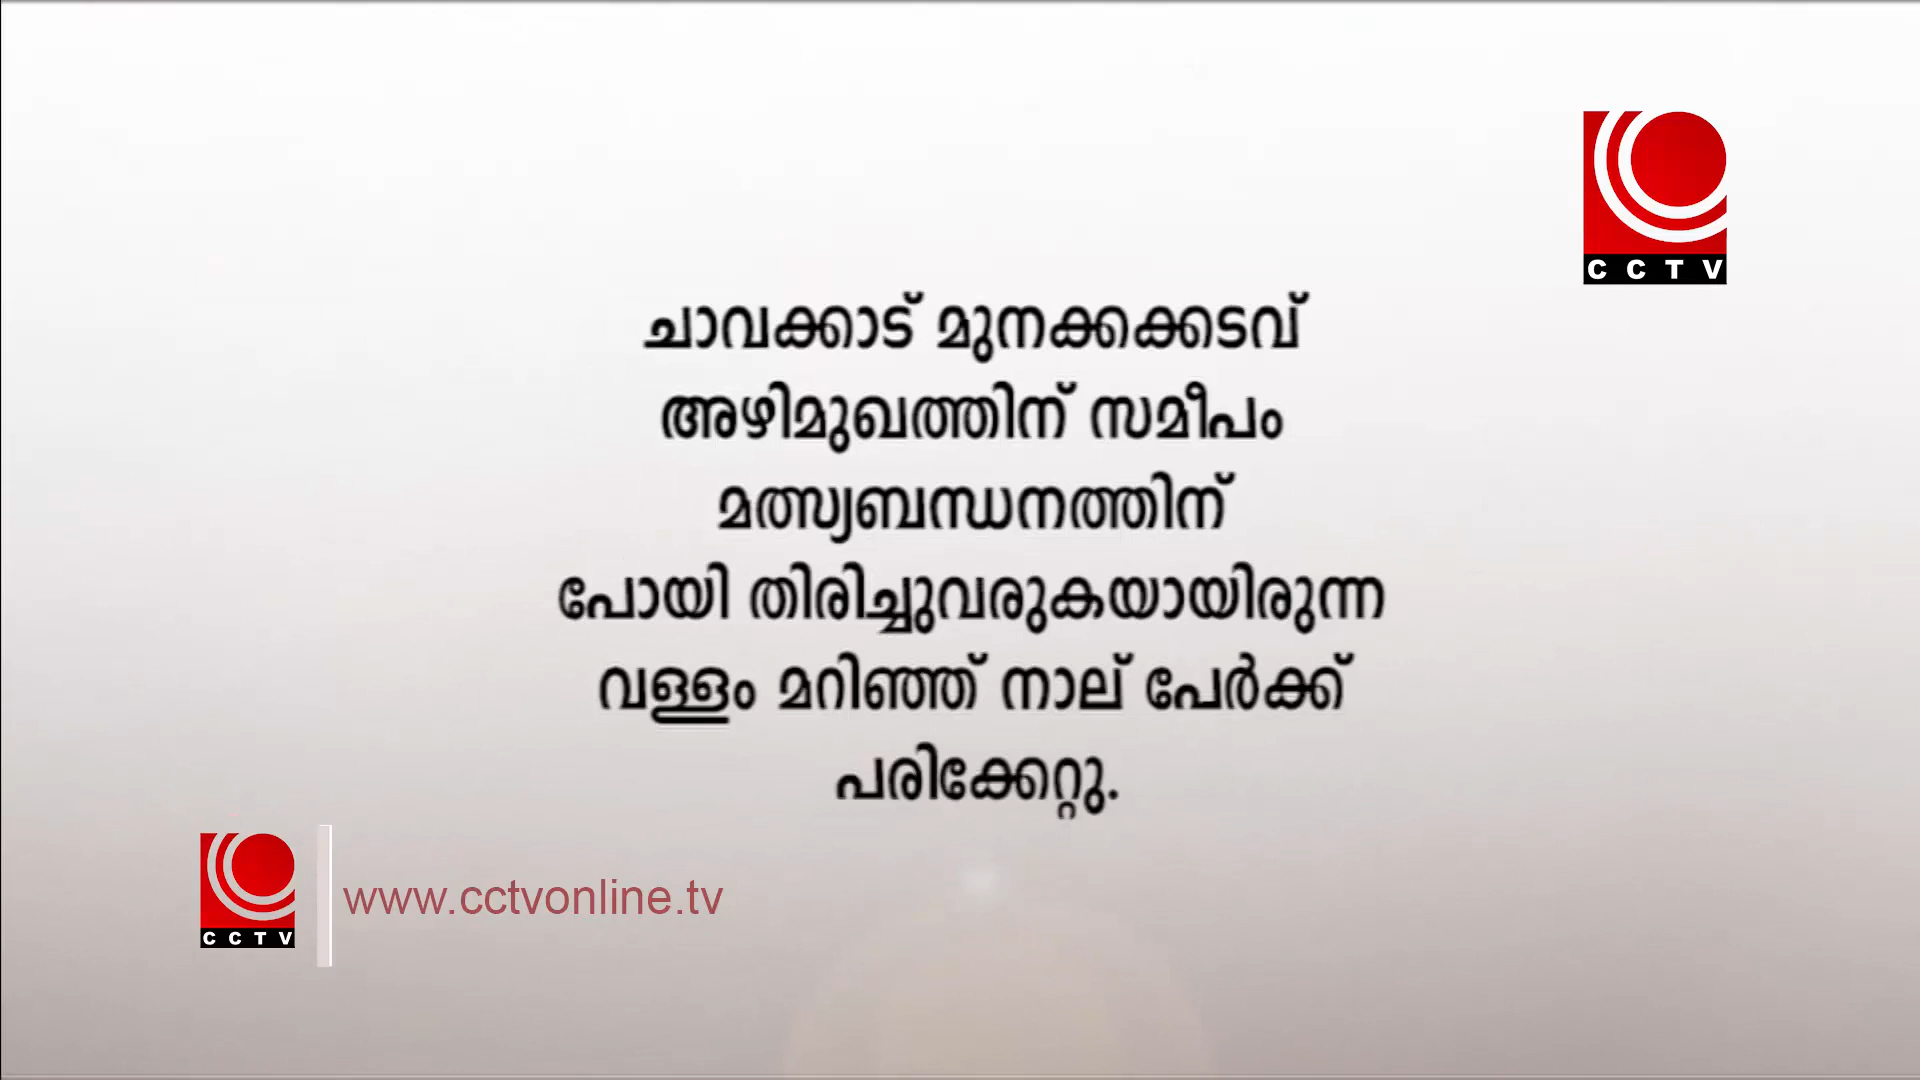 CCTV
ചാവക്കാട് മുനക്കക്കടവ്
അഴിമുഖത്തിന് സമീപം
മത്സ്യബന്ധനത്തിന്
പോയി തിരിച്ചുവരുകയായിരുന്ന
വള്ളം മറിഞ്ഞ് നാല് പേർക്ക്
പരിക്കേറ്റു.
CCTV
www.cctvonline.tv